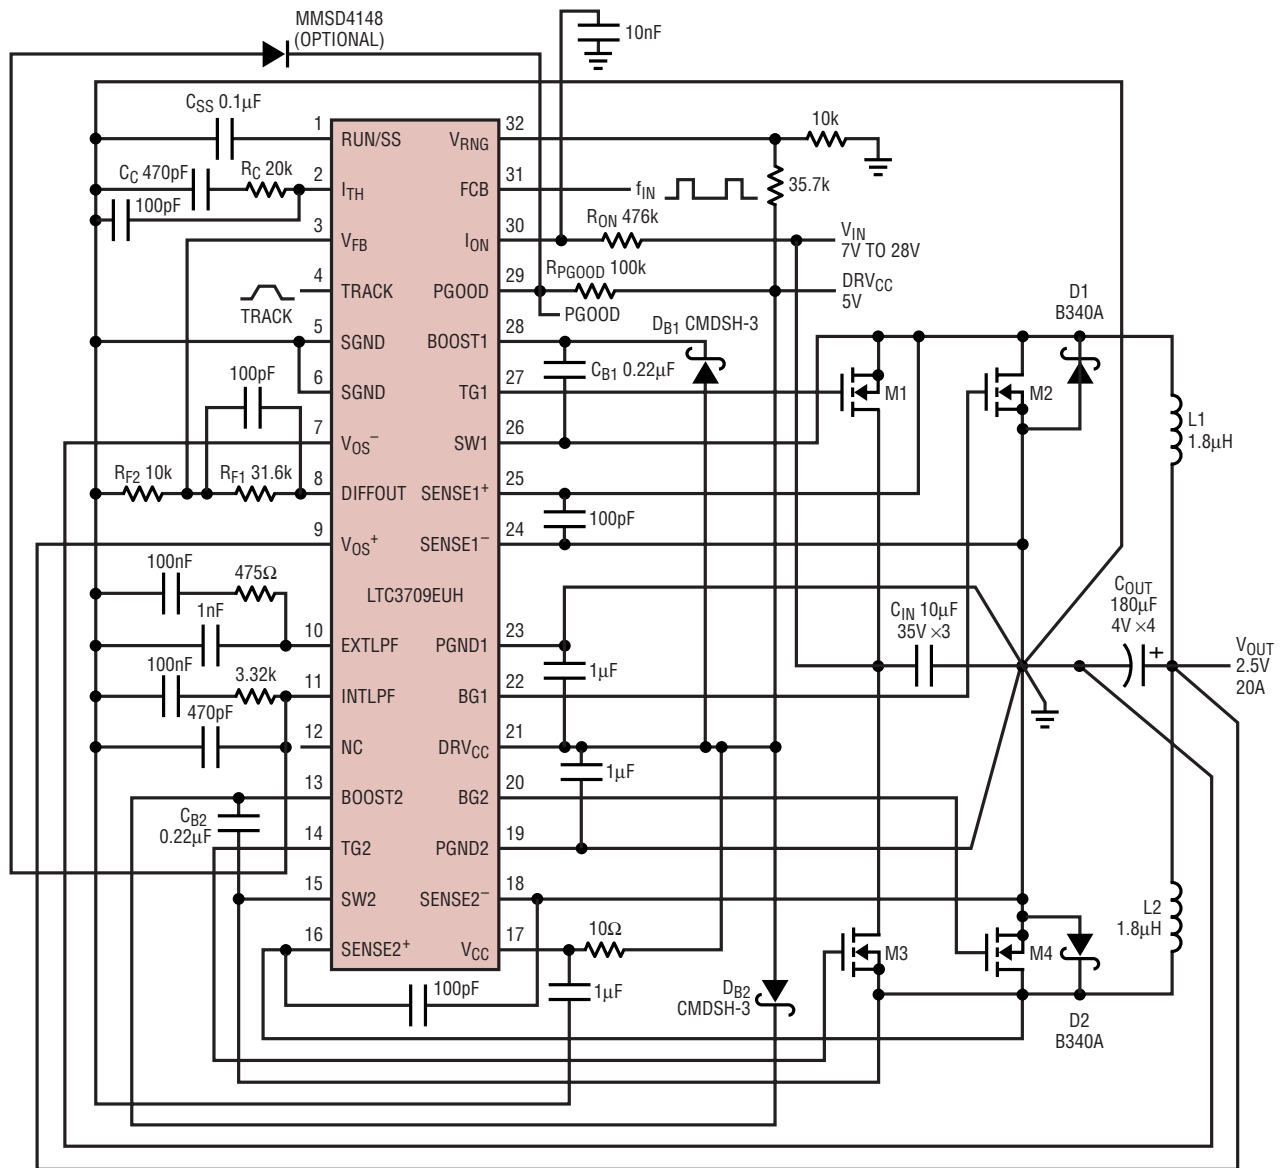 MMSD4148
(OPTIONAL)
10nF
CSS 0.1µF
1
RUN/SS
VRNG
32
10k
CC 470pF
RC 20k
2
ITH
FCB
31
fIN
35.7k
100pF
3
VFB
ION
30
RON 476k
VIN
7V TO 28V
4
TRACK
PGOOD
29
RPGOOD 100k
DRVCC
5V
TRACK
PGOOD
5
SGND
BOOST1
28
DB1 CMDSH-3
D1
B340A
100pF
6
SGND
TG1
27
CB1 0.22µF
M1
M2
7
VOS–
SW1
26
L1
1.8µH
RF2 10k
RF1 31.6k
8
DIFFOUT
SENSE1+
25
9
VOS+
SENSE1–
24
100pF
100nF
475Ω
LTC3709EUH
1nF
10
EXTLPF
PGND1
23
CIN 10µF
35V ×3
COUT
180µF
4V ×4
+
VOUT
2.5V
20A
100nF
3.32k
11
INTLPF
BG1
22
1µF
470pF
12
NC
DRVCC
21
1µF
13
BOOST2
BG2
20
CB2
0.22µF
14
TG2
PGND2
19
15
SW2
SENSE2–
18
16
SENSE2+
VCC
17
10Ω
M3
M4
L2
1.8µH
100pF
1µF
DB2
CMDSH-3
D2
B340A